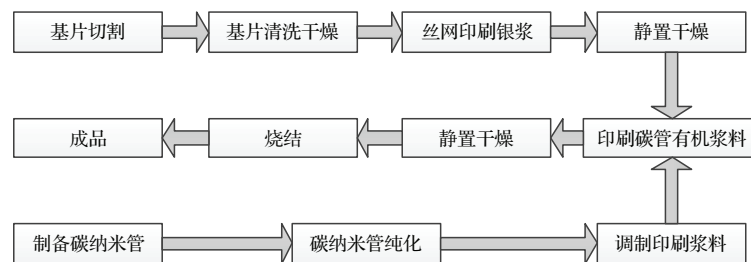 基片切割
基片清洗干燥
丝网印刷银浆
静置干燥
成品
烧结
静置干燥
印刷碳管有机浆料
制备碳纳米管
碳纳米管纯化
调制印刷浆料